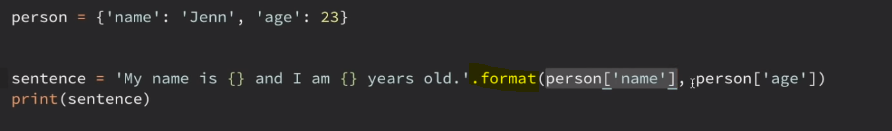 person = {'name': 'Jenn', 'age': 23}
sentence = 'My name is {} and I am {} years old.'.format(person['name'], person['age'])
print(sentence)